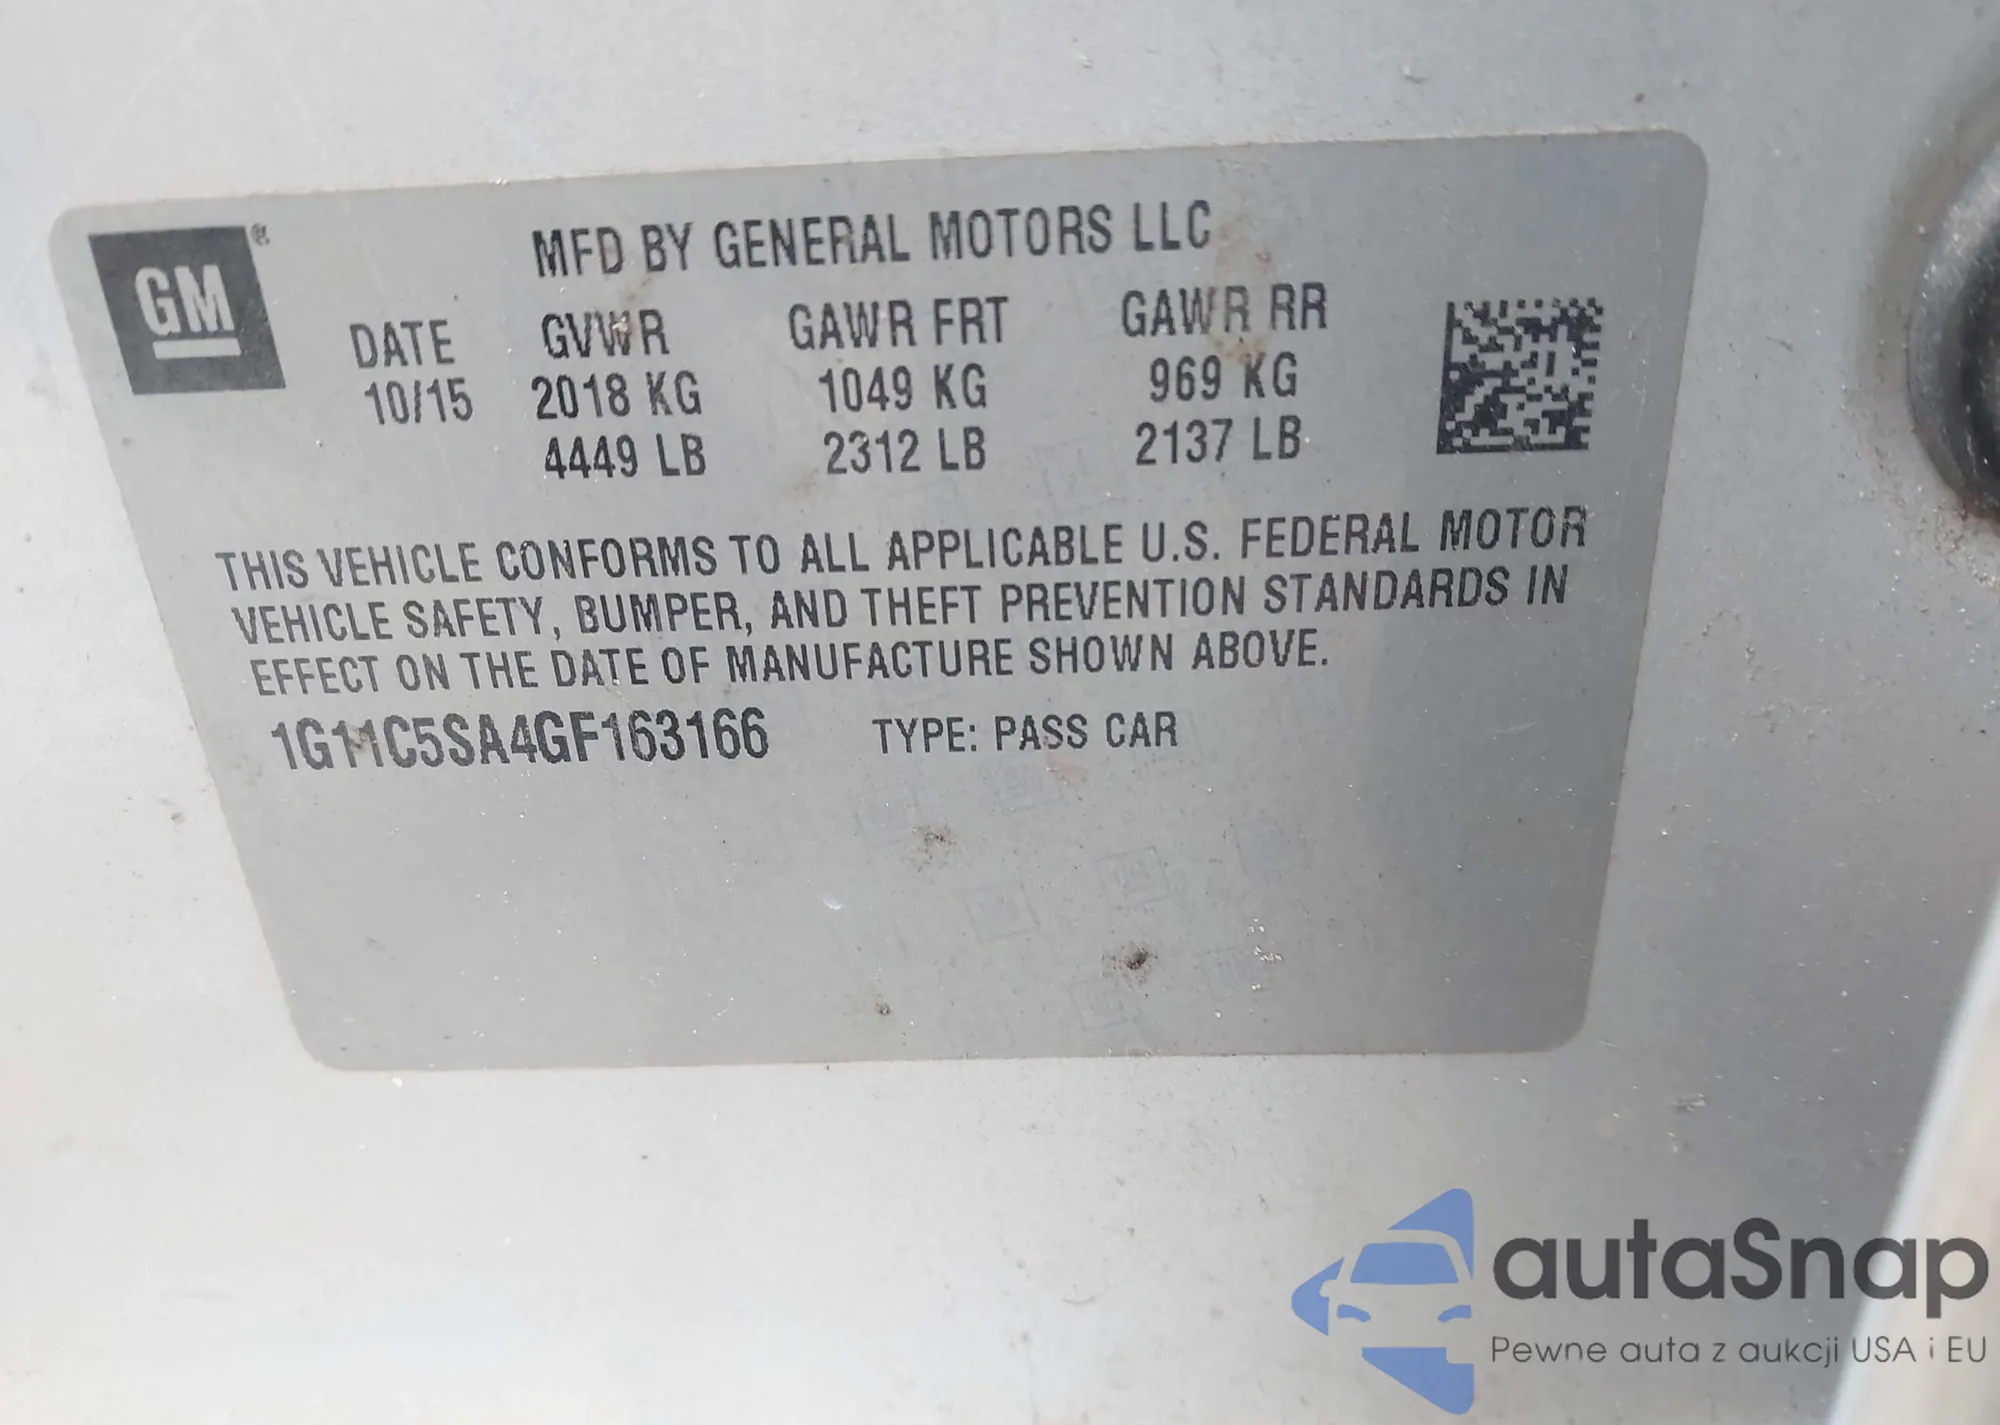 GM®
MFD BY GENERAL MOTORS LLC
DATE GVWR GAWR FRT GAWR RR
10/15 2018 KG 1049 KG 969 KG
4449 LB 2312 LB 2137 LB
THIS VEHICLE CONFORMS TO ALL APPLICABLE U.S. FEDERAL MOTOR
VEHICLE SAFETY, BUMPER, AND THEFT PREVENTION STANDARDS IN
EFFECT ON THE DATE OF MANUFACTURE SHOWN ABOVE.
1G11C5SA4GF163166 TYPE: PASS CAR
autaSnap
Pewne auta z aukcji USA i EU